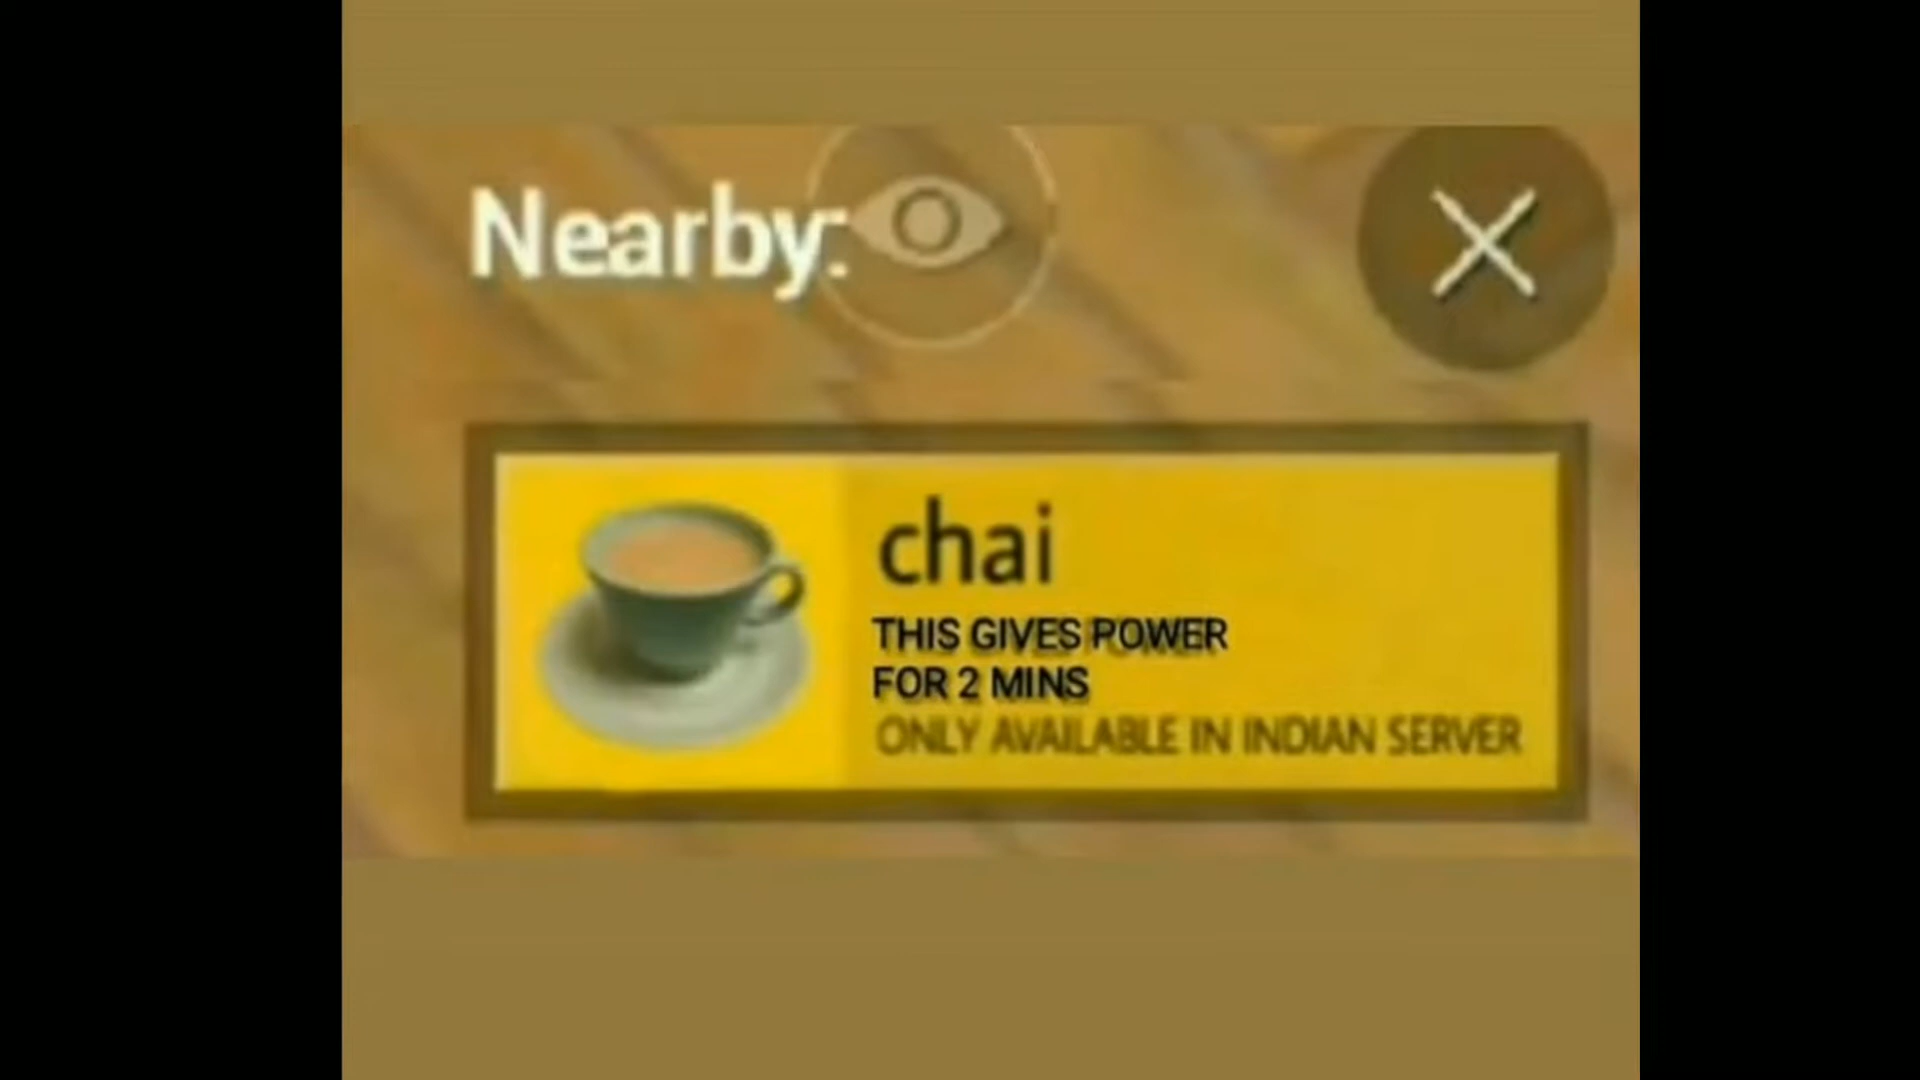 Nearby:
chai
THIS GIVES POWER
FOR 2 MINS
ONLY AVAILABLE IN INDIAN SERVER